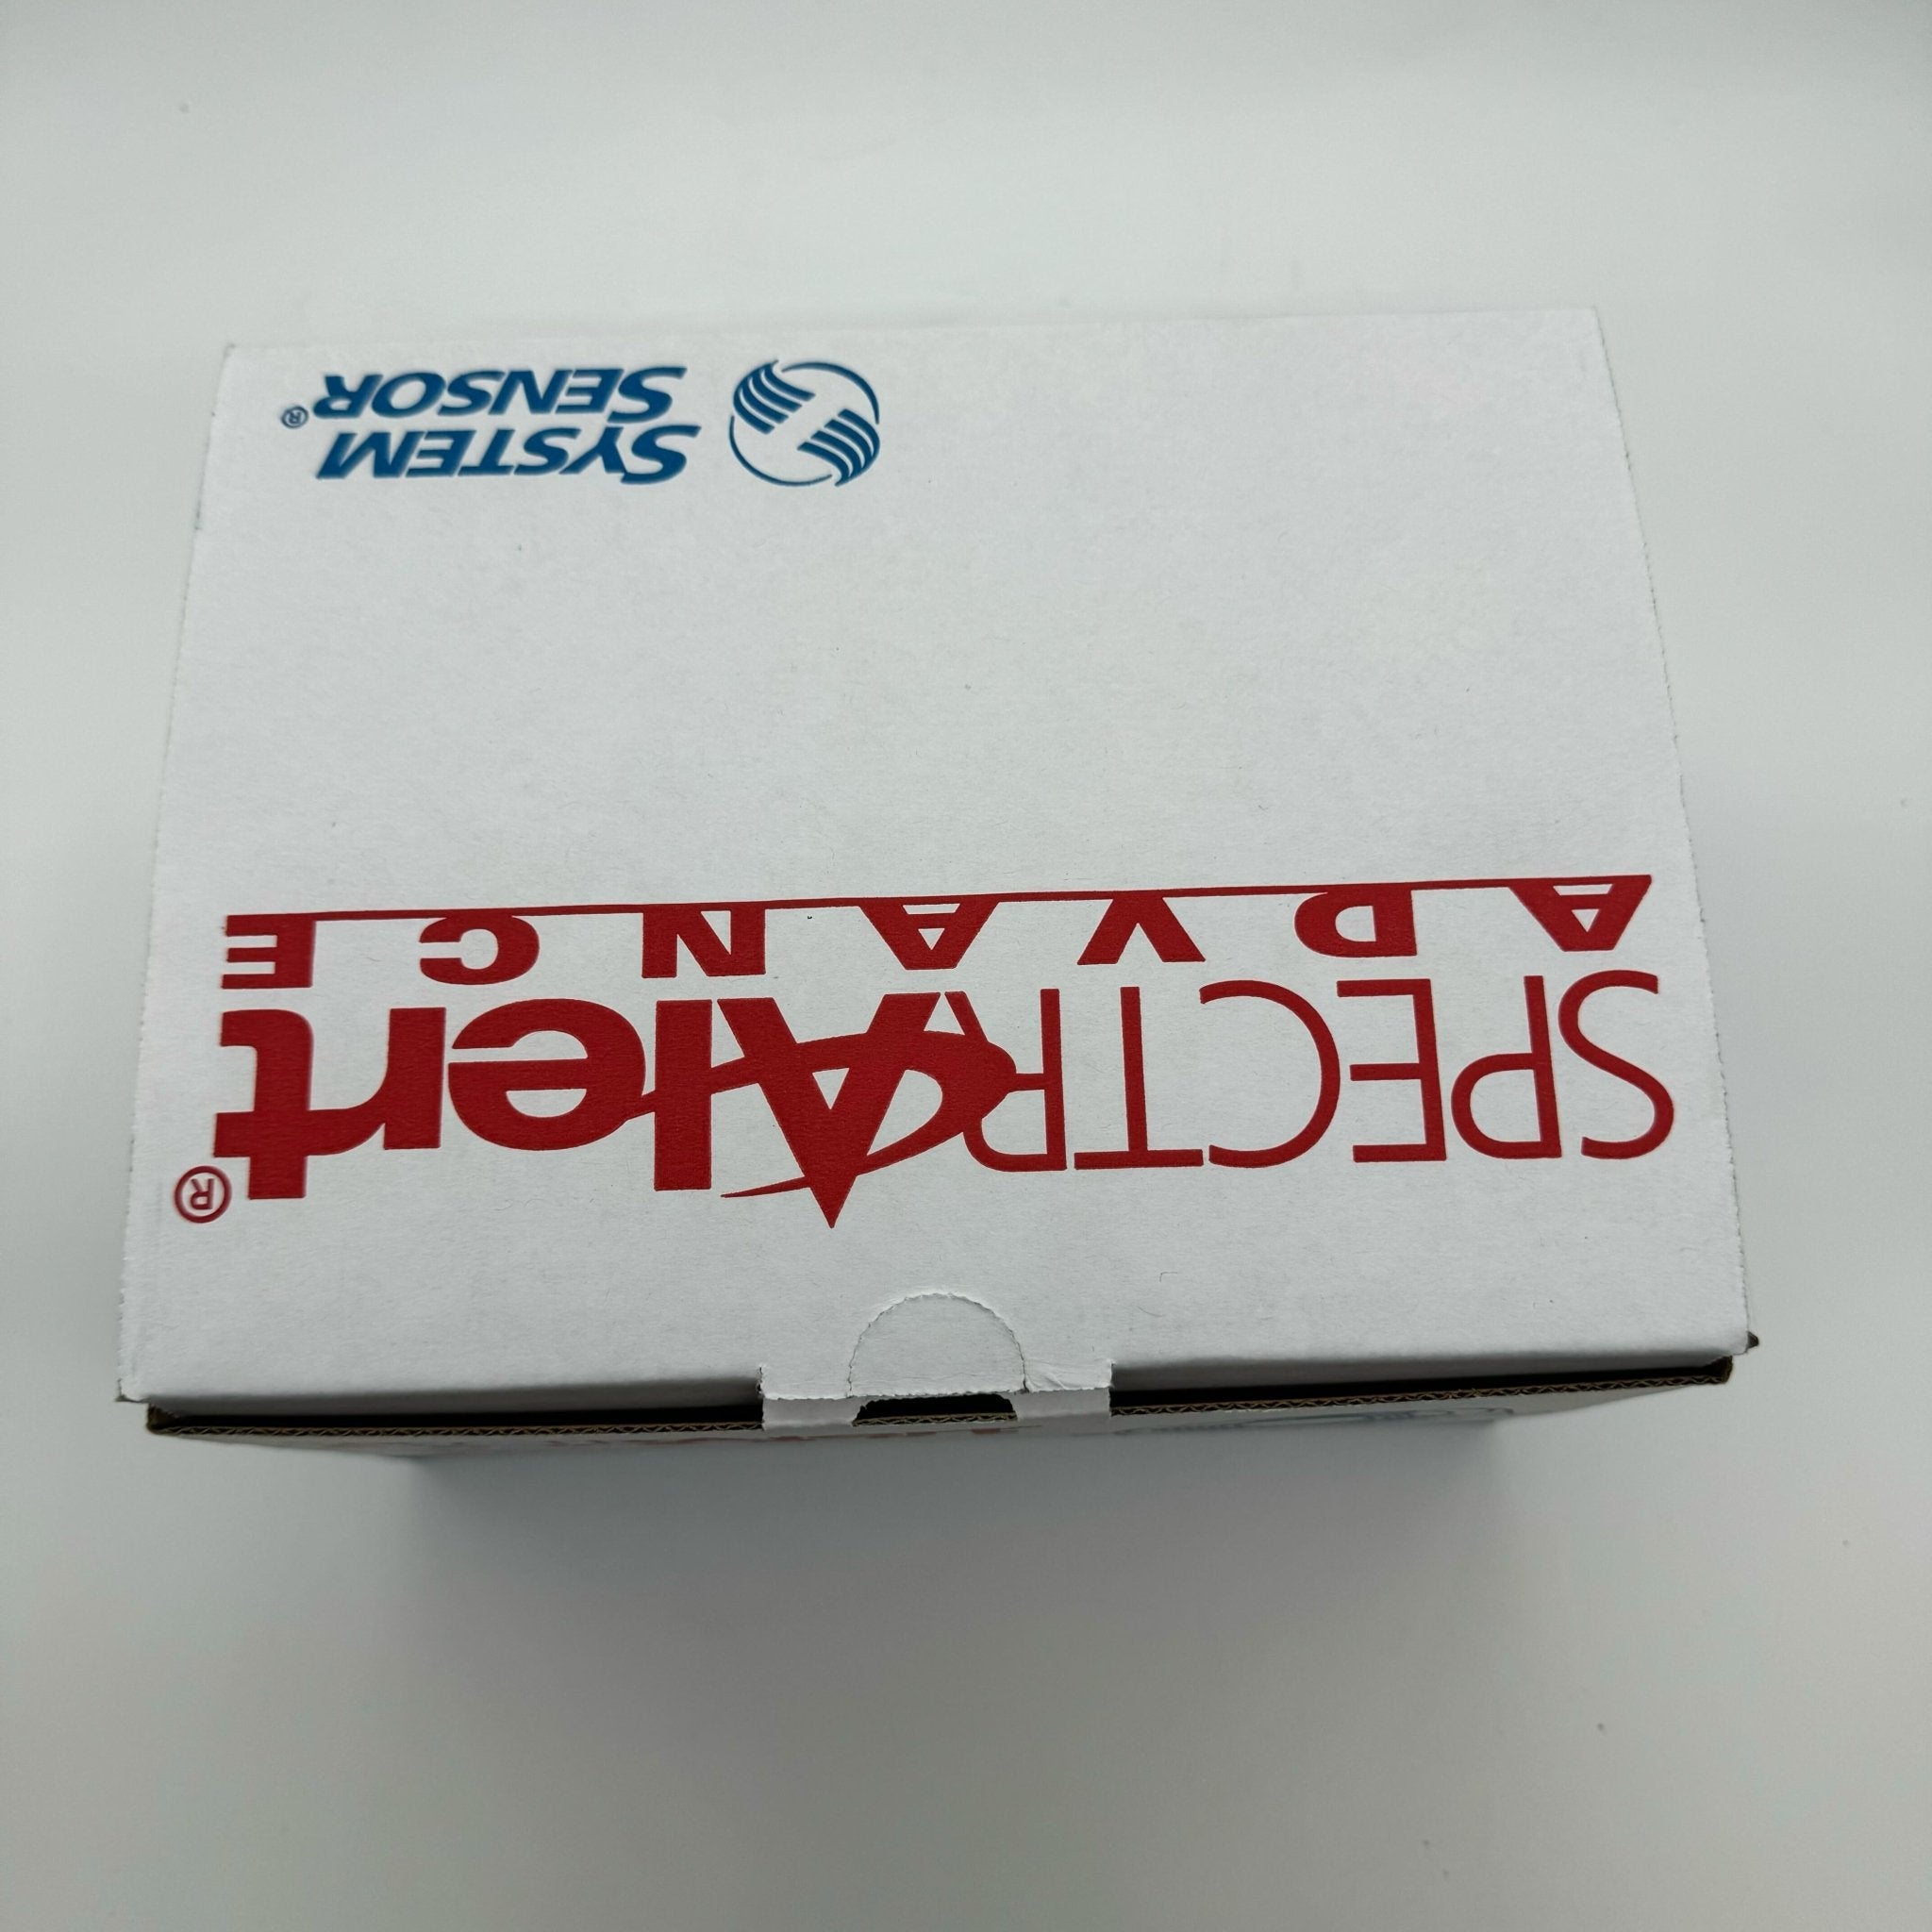 SPECTRAlert®
ADVANCE
SYSTEM
SENSOR®